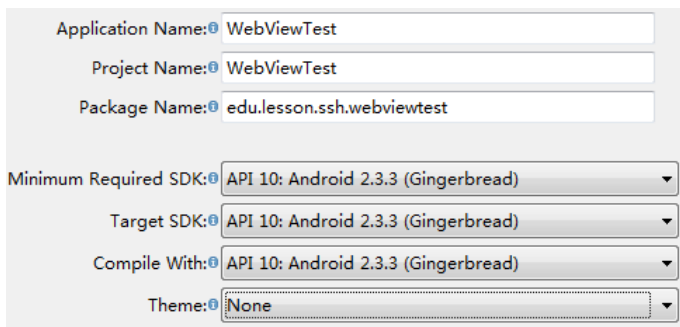 Application Name: WebViewTest
Project Name: WebViewTest
Package Name: edu.lesson.ssh.webviewtest
Minimum Required SDK: API 10: Android 2.3.3 (Gingerbread)
Target SDK: API 10: Android 2.3.3 (Gingerbread)
Compile With: API 10: Android 2.3.3 (Gingerbread)
Theme: None